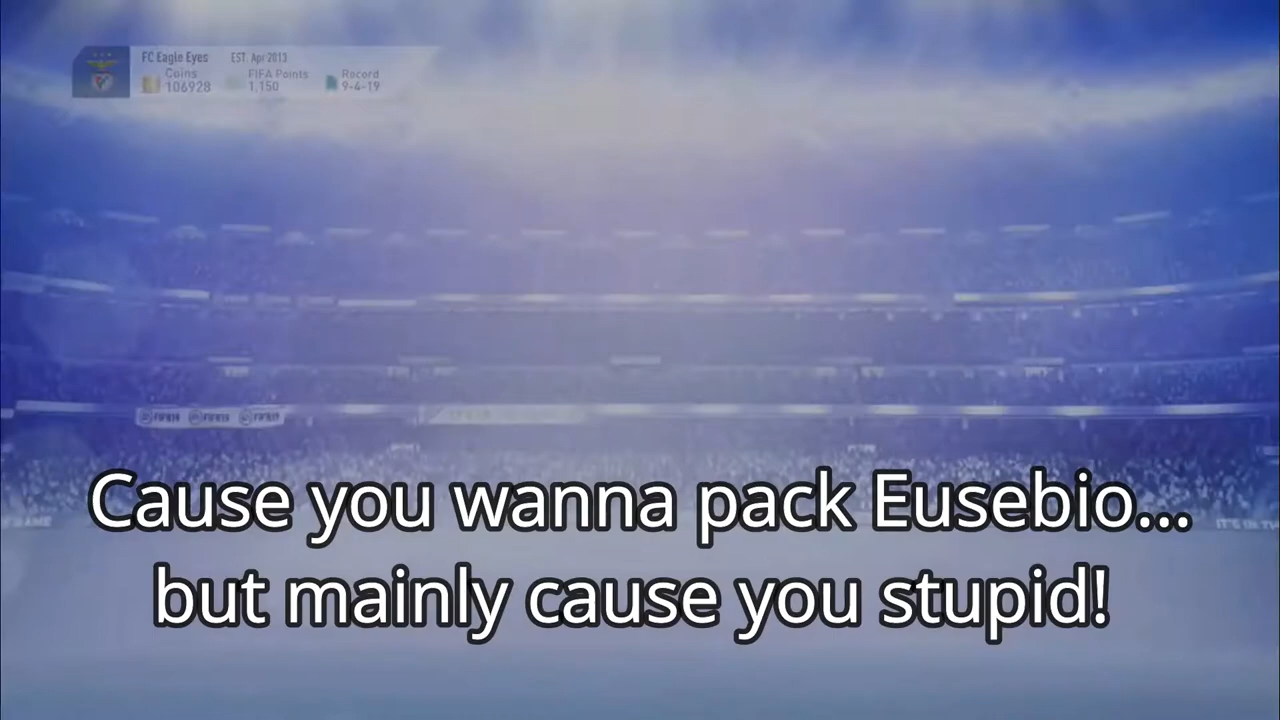 FC Eagle Eyes EST. Apr 2013
Coins FIFA Points Record
106928 1,150 9-4-19
Cause you wanna pack Eusebio...
but mainly cause you stupid!